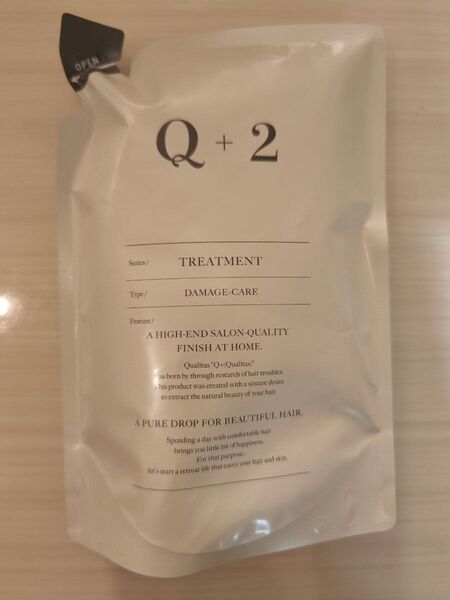 OPEN
Q + 2
Series / TREATMENT
Type / DAMAGE-CARE
Feature /
A HIGH-END SALON-QUALITY
FINISH AT HOME.
Qualitas "Q+(Qualitas)"
was born by through research of hair troubles.
This product was created with a sincere desire
to extract the natural beauty of your hair.
A PURE DROP FOR BEAUTIFUL HAIR.
Spending a day with comfortable hair
brings you little bit of happiness.
For that purpose,
let's start a retreat life that cares your hair and skin.